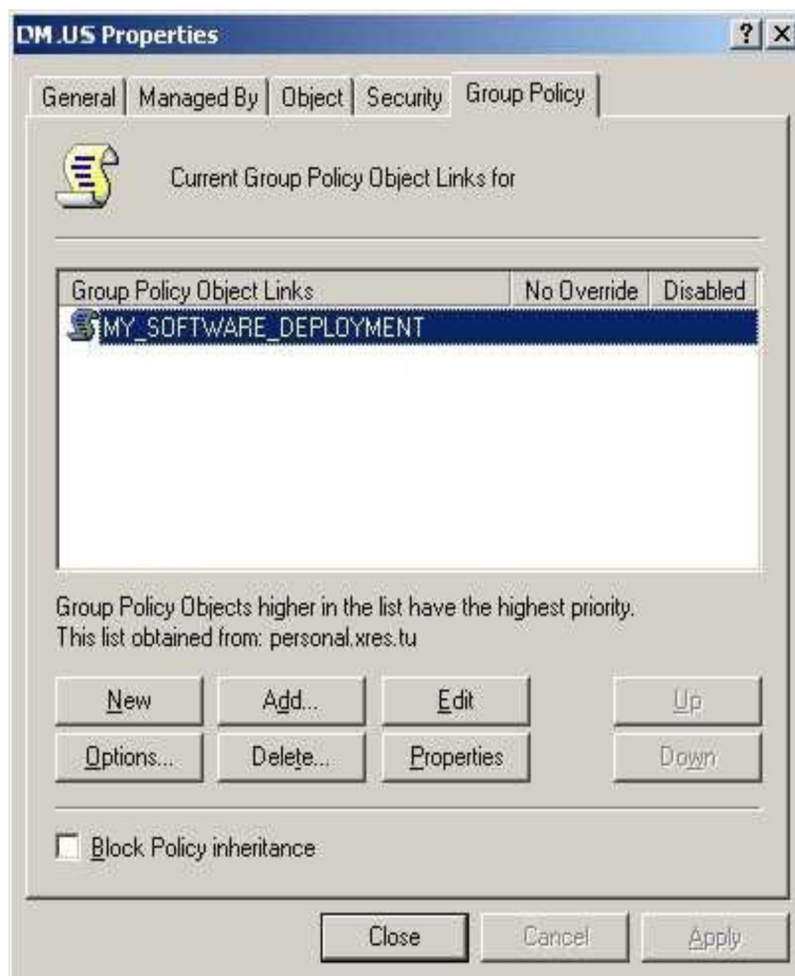 DM.US Properties
General Managed By Object Security Group Policy
Current Group Policy Object Links for
Group Policy Object Links No Override Disabled
MY_SOFTWARE_DEPLOYMENT
Group Policy Objects higher in the list have the highest priority.
This list obtained from: personal.xres.tu
New Add... Edit Up
Options... Delete... Properties Down
Block Policy inheritance
Close Cancel Apply